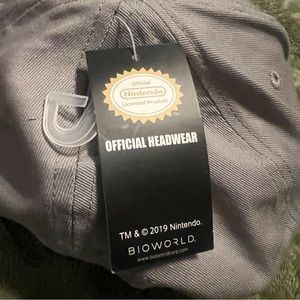 Official
Nintendo
Licensed Product
OFFICIAL HEADWEAR
TM & © 2019 Nintendo.
BIOWORLD.
www.bioworldcorp.com